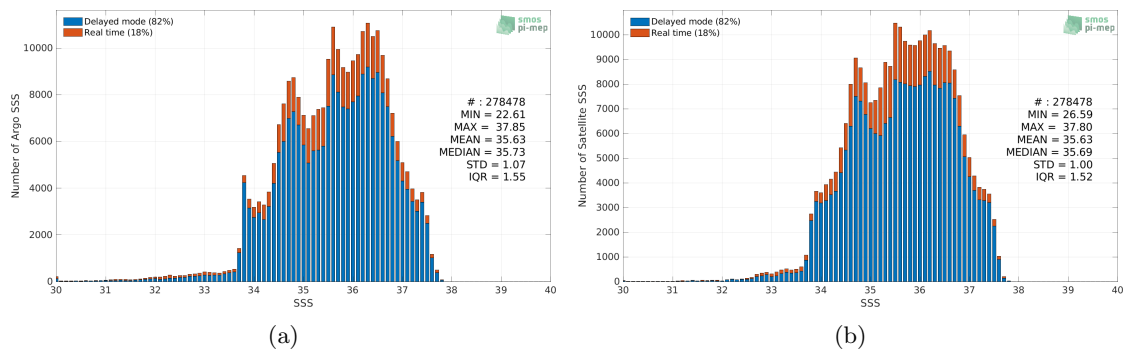 Delayed mode (82%)
Real time (18%)
smos
pi-mep
Number of Argo SSS
10000
8000
6000
4000
2000
0
# : 278478
MIN = 22.61
MAX = 37.85
MEAN = 35.63
MEDIAN = 35.73
STD = 1.07
IQR = 1.55
30 31 32 33 34 35 36 37 38 39 40
SSS
(a)
Delayed mode (82%)
Real time (18%)
smos
pi-mep
Number of Satellite SSS
10000
9000
8000
7000
6000
5000
4000
3000
2000
1000
0
# : 278478
MIN = 26.59
MAX = 37.80
MEAN = 35.63
MEDIAN = 35.69
STD = 1.00
IQR = 1.52
30 31 32 33 34 35 36 37 38 39 40
SSS
(b)